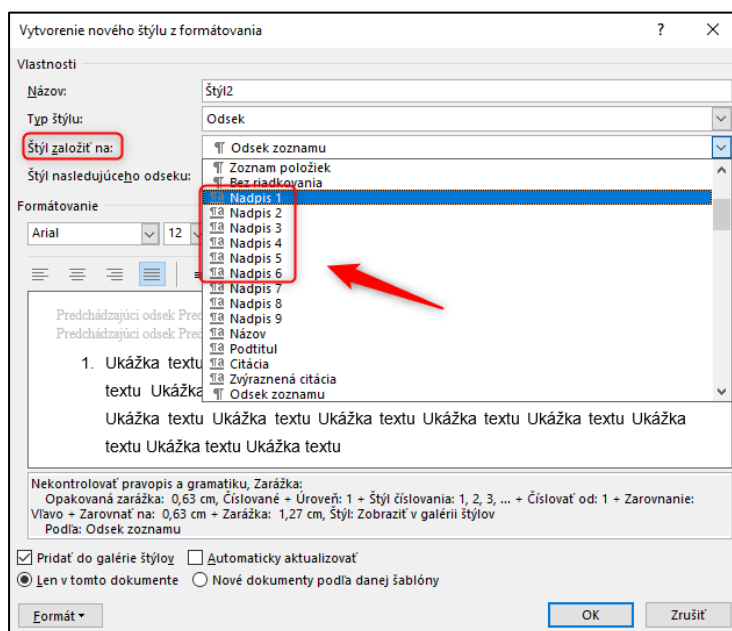 Vytvorenie nového štýlu z formátovania ?
Vlastnosti
Názov: Štýl2
Typ štýlu: Odsek
Štýl založiť na: ¶ Odsek zoznamu
Štýl nasledujúceho odseku:
¶ Zoznam položiek
¶ Bez riadkovania
¶a Nadpis 1
¶a Nadpis 2
¶a Nadpis 3
¶a Nadpis 4
¶a Nadpis 5
¶a Nadpis 6
¶a Nadpis 7
¶a Nadpis 8
¶a Nadpis 9
¶a Názov
¶a Podtitul
¶a Citácia
¶a Zvýraznená citácia
¶ Odsek zoznamu
Formátovanie
Arial 12
Predchádzajúci odsek Pred
Predchádzajúci odsek Pred
1. Ukážka textu
textu Ukážka
Ukážka textu Ukážka textu Ukážka textu Ukážka textu Ukážka textu Ukážka
textu Ukážka textu Ukážka textu
Nekontrolovať pravopis a gramatiku, Zarážka:
Opakovaná zarážka: 0,63 cm, Číslované + Úroveň: 1 + Štýl číslovania: 1, 2, 3, ... + Číslovať od: 1 + Zarovnanie:
Vľavo + Zarovnať na: 0,63 cm + Zarážka: 1,27 cm, Štýl: Zobraziť v galérii štýlov
Podľa: Odsek zoznamu
Pridať do galérie štýlov Automaticky aktualizovať
Len v tomto dokumente Nové dokumenty podľa danej šablóny
Formát OK Zrušiť